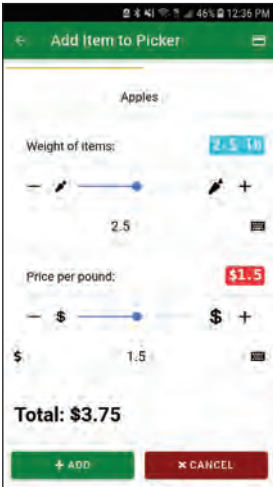 46% 12:36 PM
Add Item to Picker
Apples
Weight of items: 2.5 lb
2.5
Price per pound: $1.5
$ $
$ 1.5
Total: $3.75
+ ADD × CANCEL